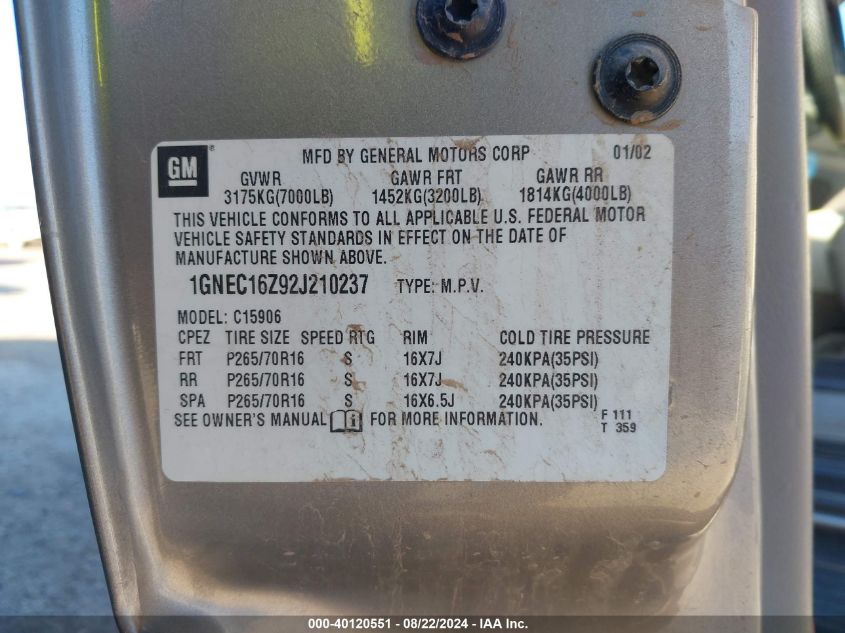 GM
MFD BY GENERAL MOTORS CORP 01/02
GVWR GAWR FRT GAWR RR
3175KG(7000LB) 1452KG(3200LB) 1814KG(4000LB)
THIS VEHICLE CONFORMS TO ALL APPLICABLE U.S. FEDERAL MOTOR
VEHICLE SAFETY STANDARDS IN EFFECT ON THE DATE OF
MANUFACTURE SHOWN ABOVE.
1GNEC16Z92J210237 TYPE: M.P.V.
MODEL: C15906
CPEZ TIRE SIZE SPEED RTG RIM COLD TIRE PRESSURE
FRT P265/70R16 S 16X7J 240KPA(35PSI)
RR P265/70R16 S 16X7J 240KPA(35PSI)
SPA P265/70R16 S 16X6.5J 240KPA(35PSI)
SEE OWNER'S MANUAL i FOR MORE INFORMATION.
F 111
T 359
000-40120551 - 08/22/2024 - IAA Inc.